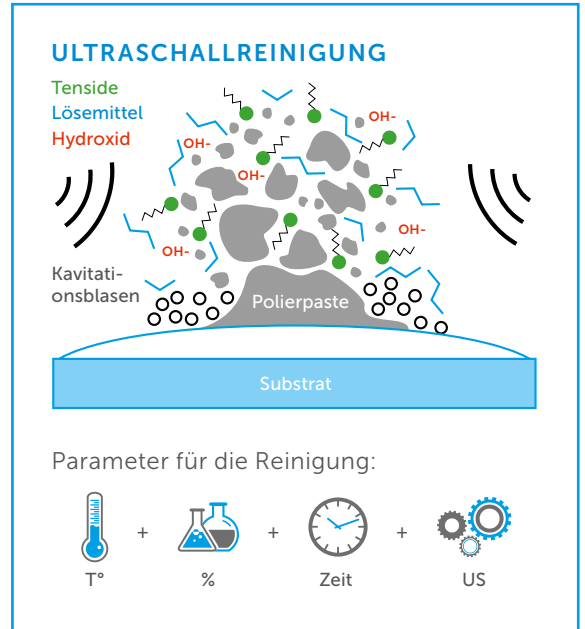 ULTRASCHALLREINIGUNG
Tenside
Lösemittel
Hydroxid
OH-
OH-
OH-
OH-
OH-
Kavitati-
onsblasen
Polierpaste
Substrat
Parameter für die Reinigung:
+ + +
T° % Zeit US